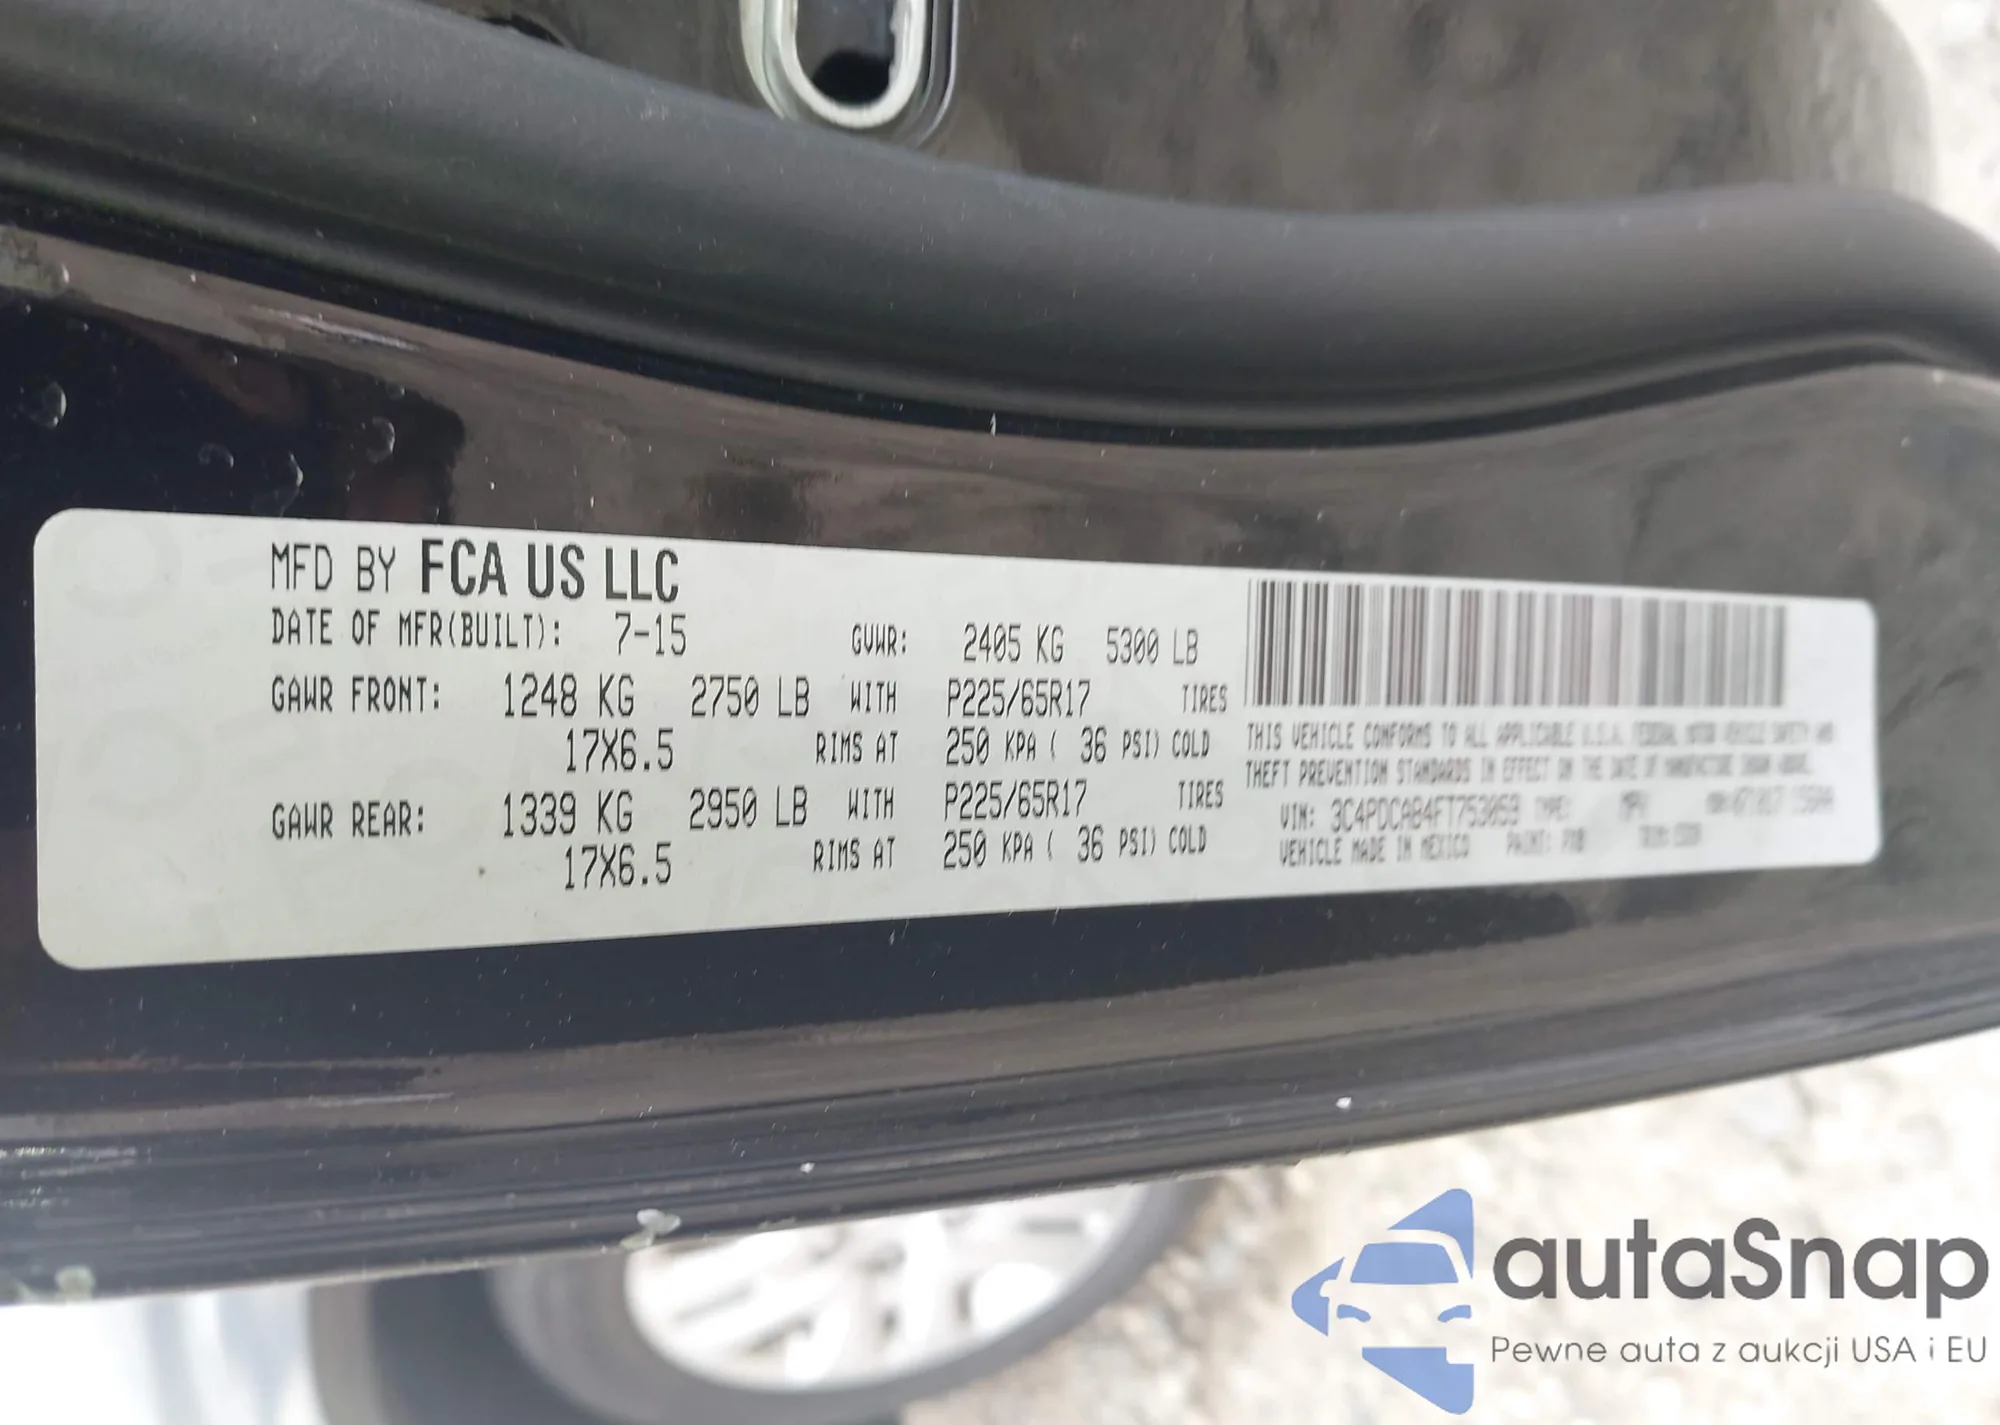 MFD BY FCA US LLC
DATE OF MFR(BUILT): 7-15 GVWR: 2405 KG 5300 LB
GAWR FRONT: 1248 KG 2750 LB WITH P225/65R17 TIRES
17X6.5 RIMS AT 250 KPA ( 36 PSI) COLD
GAWR REAR: 1339 KG 2950 LB WITH P225/65R17 TIRES
17X6.5 RIMS AT 250 KPA ( 36 PSI) COLD
THIS VEHICLE CONFORMS TO ALL APPLICABLE U.S.A. FEDERAL MOTOR VEHICLE SAFETY AND
THEFT PREVENTION STANDARDS IN EFFECT ON THE DATE OF MANUFACTURE SHOWN ABOVE.
VIN: 3C4PDCAB4FT753059 TYPE: MPV
VEHICLE MADE IN MEXICO PAINT: PXB TRIM:
autaSnap
Pewne auta z aukcji USA i EU